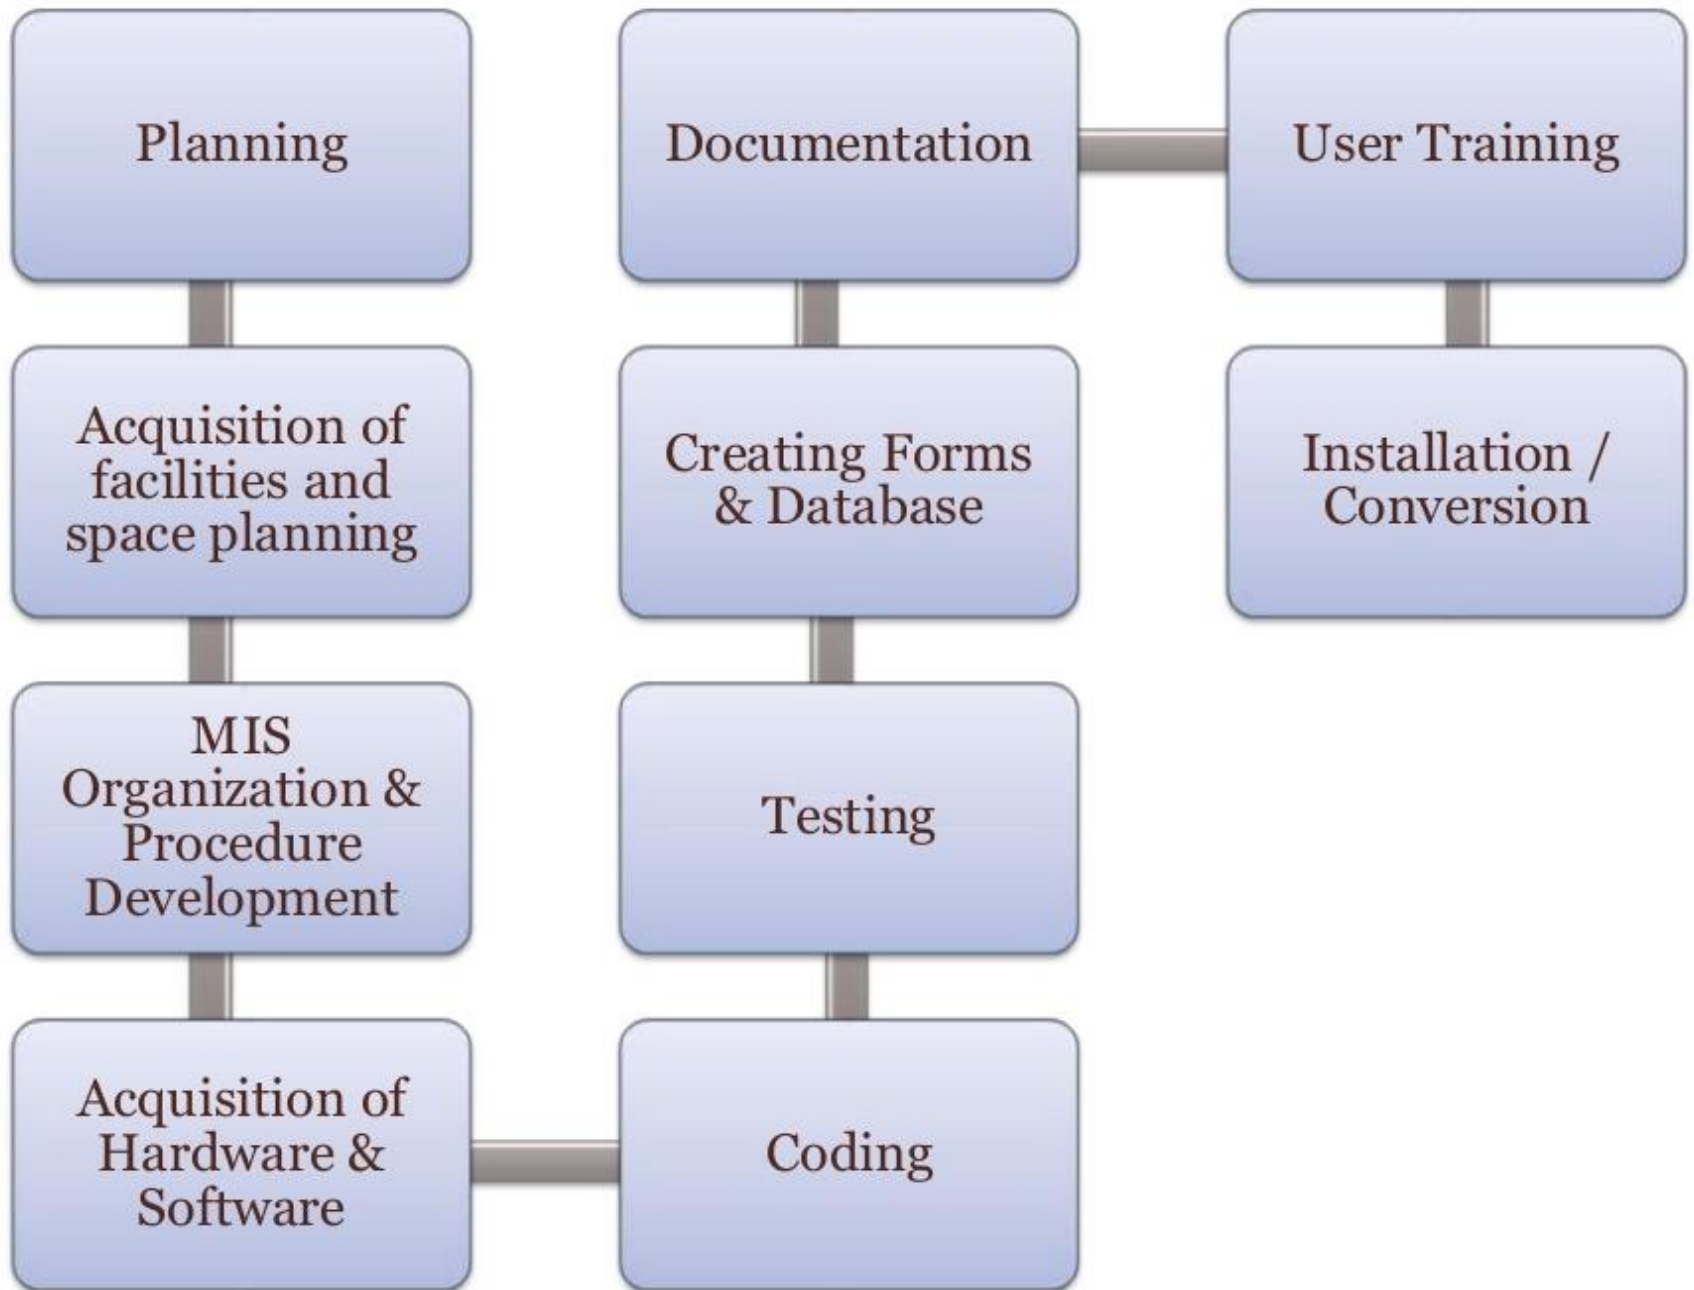 Planning
Acquisition of
facilities and
space planning
MIS
Organization &
Procedure
Development
Acquisition of
Hardware &
Software
Coding
Testing
Creating Forms
& Database
Documentation
User Training
Installation /
Conversion